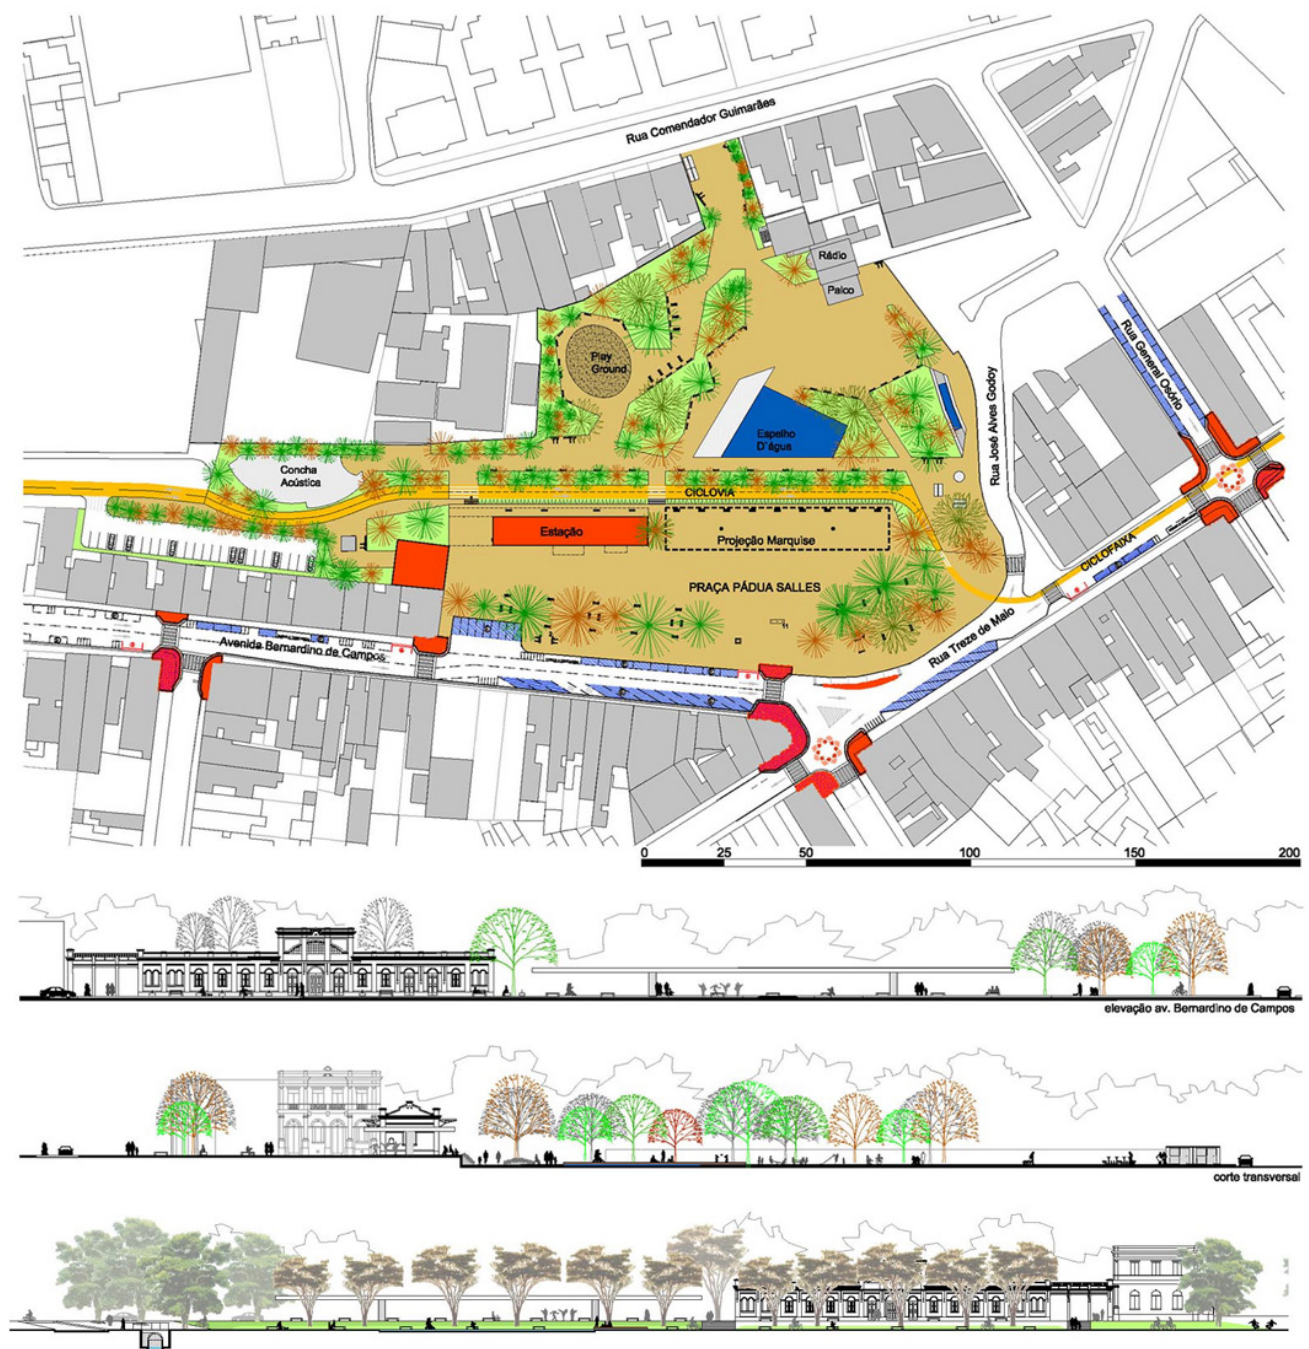 Rua Comendador Guimarães
Rádio
Palco
Play
Ground
Rua General Osório
Rua José Alves Godoy
Espelho
D'água
Concha
Acústica
CICLOVIA
Estação
Projeção Marquise
CICLOFAIXA
PRAÇA PÁDUA SALLES
Rua Treze de Maio
Avenida Bernardino de Campos
0 25 50 100 150 200
elevação av. Bernardino de Campos
corte transversal